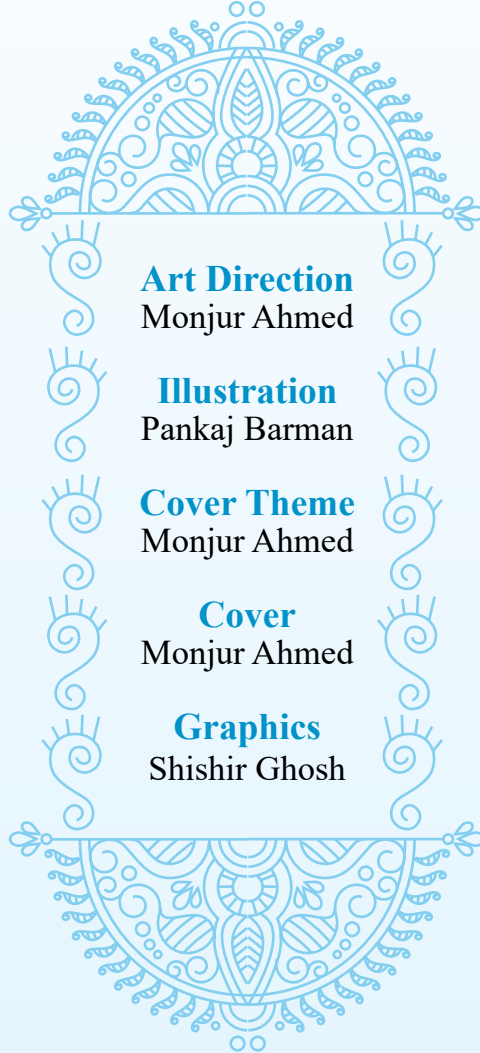 Art Direction
Monjur Ahmed
Illustration
Pankaj Barman
Cover Theme
Monjur Ahmed
Cover
Monjur Ahmed
Graphics
Shishir Ghosh